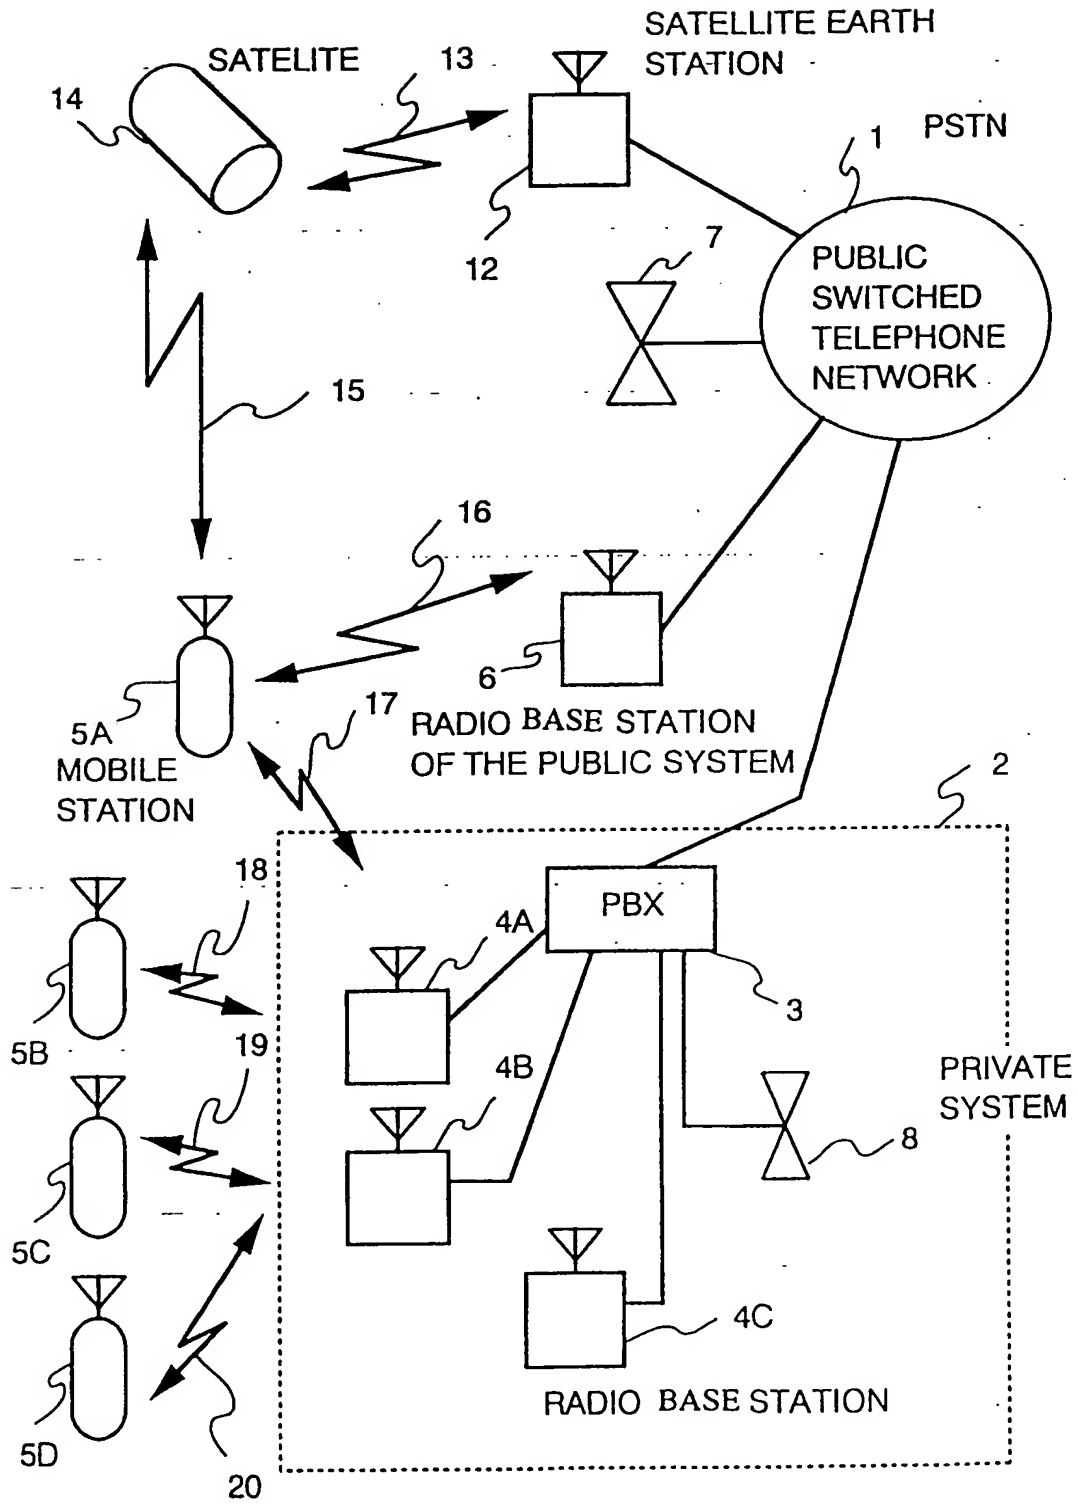 SATELITE
13
SATELLITE EARTH
STATION
14
1
PSTN
12
7
PUBLIC
SWITCHED
TELEPHONE
NETWORK
15
16
6
5A
MOBILE
STATION
17
RADIO BASE STATION
OF THE PUBLIC SYSTEM
2
18
PBX
4A
3
5B
19
4B
PRIVATE
SYSTEM
8
5C
4C
RADIO BASE STATION
5D
20